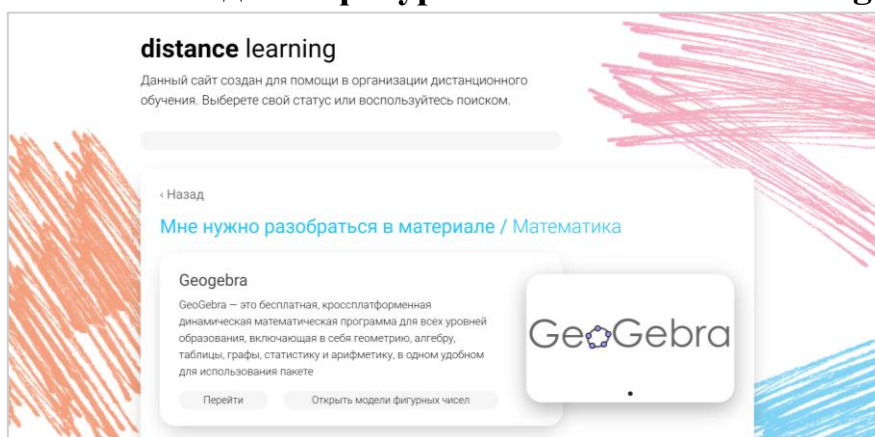 distance learning
Данный сайт создан для помощи в организации дистанционного
обучения. Выберете свой статус или воспользуйтесь поиском.
‹ Назад
Мне нужно разобраться в материале / Математика
Geogebra
GeoGebra — это бесплатная, кроссплатформенная
динамическая математическая программа для всех уровней
образования, включающая в себя геометрию, алгебру,
таблицы, графы, статистику и арифметику, в одном удобном
для использования пакете
GeoGebra
Перейти
Открыть модели фигурных чисел